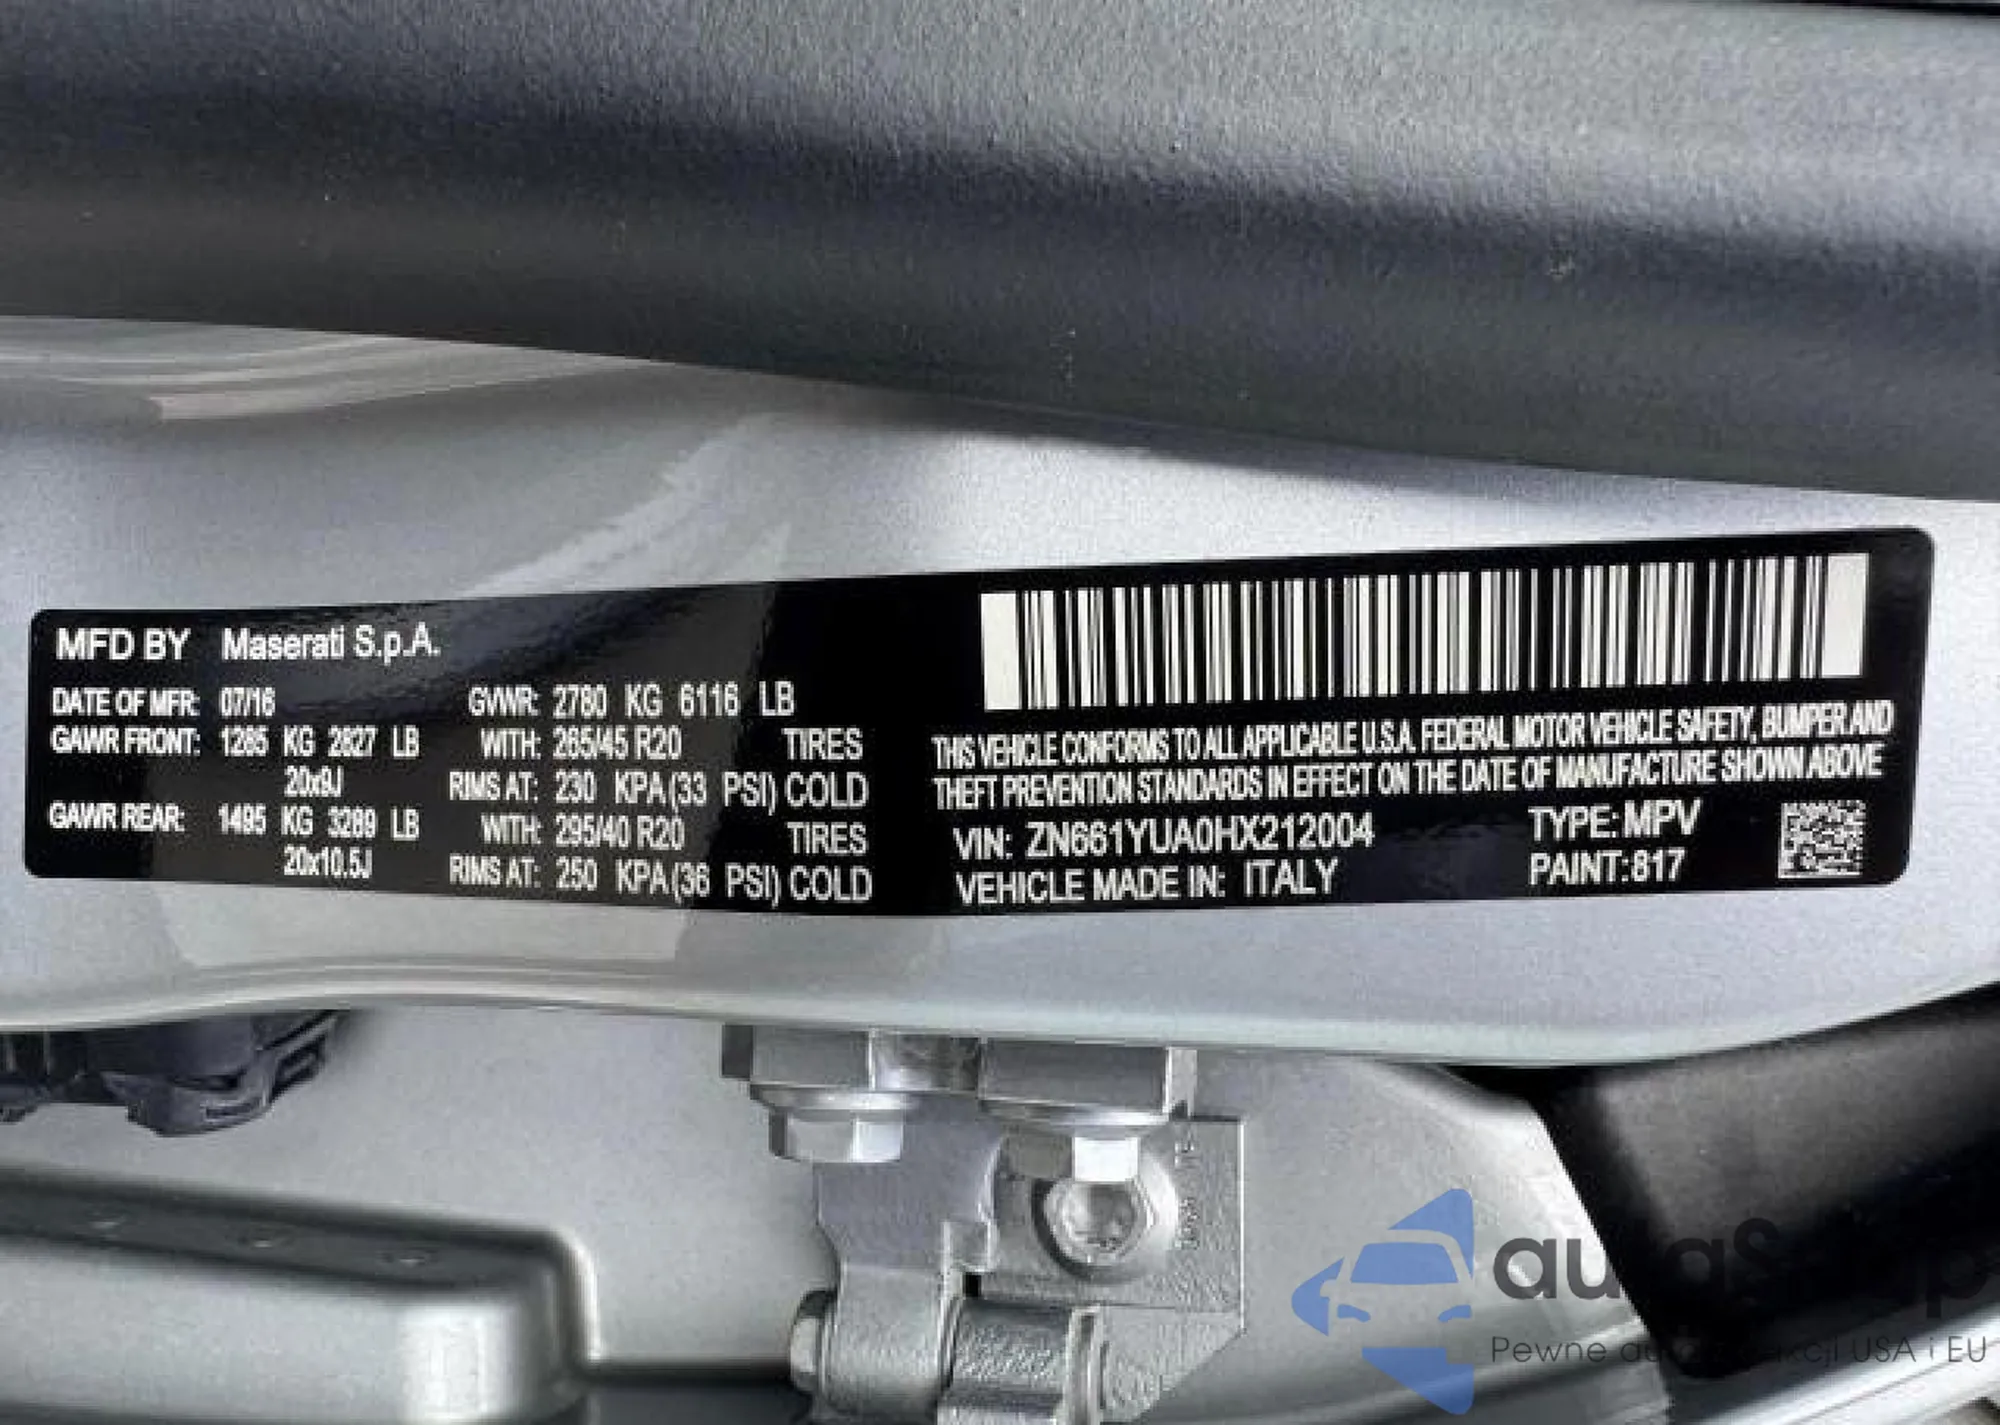 MFD BY Maserati S.p.A.
DATE OF MFR: 07/16 GVWR: 2780 KG 6116 LB
GAWR FRONT: 1285 KG 2827 LB WITH: 265/45 R20 TIRES
20x9J RIMS AT: 230 KPA(33 PSI) COLD
GAWR REAR: 1495 KG 3289 LB WITH: 295/40 R20 TIRES
20x10.5J RIMS AT: 250 KPA(36 PSI) COLD
THIS VEHICLE CONFORMS TO ALL APPLICABLE U.S.A. FEDERAL MOTOR VEHICLE SAFETY, BUMPER AND
THEFT PREVENTION STANDARDS IN EFFECT ON THE DATE OF MANUFACTURE SHOWN ABOVE
VIN: ZN661YUA0HX212004 TYPE: MPV
VEHICLE MADE IN: ITALY PAINT:817
Pewne USA i EU